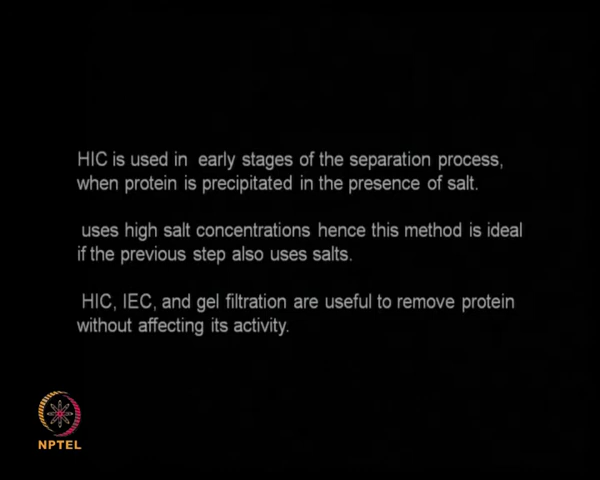 HIC is used in early stages of the separation process,
when protein is precipitated in the presence of salt.
uses high salt concentrations hence this method is ideal
if the previous step also uses salts.
HIC, IEC, and gel filtration are useful to remove protein
without affecting its activity.
NPTEL